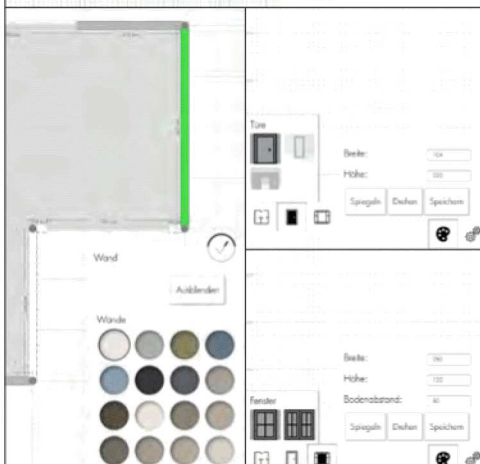 Wand
Ausblenden
Wände
Türe
Breite:
Höhe:
Spiegeln Drehen Speichern
Breite:
Höhe:
Bodenabstand:
Fenster
Spiegeln Drehen Speichern